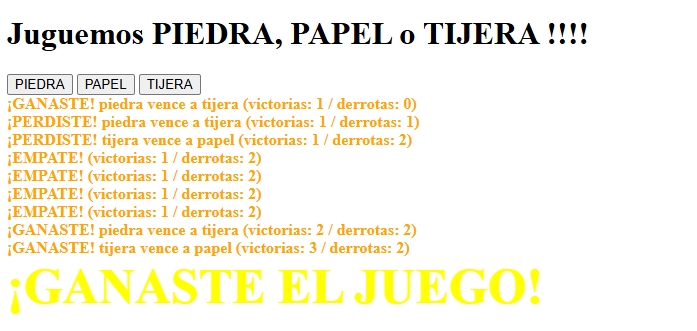 Juguemos PIEDRA, PAPEL o TIJERA !!!!
PIEDRA PAPEL TIJERA
¡GANASTE! piedra vence a tijera (victorias: 1 / derrotas: 0)
¡PERDISTE! piedra vence a tijera (victorias: 1 / derrotas: 1)
¡PERDISTE! tijera vence a papel (victorias: 1 / derrotas: 2)
¡EMPATE! (victorias: 1 / derrotas: 2)
¡EMPATE! (victorias: 1 / derrotas: 2)
¡EMPATE! (victorias: 1 / derrotas: 2)
¡EMPATE! (victorias: 1 / derrotas: 2)
¡GANASTE! piedra vence a tijera (victorias: 2 / derrotas: 2)
¡GANASTE! tijera vence a papel (victorias: 3 / derrotas: 2)
¡GANASTE EL JUEGO!